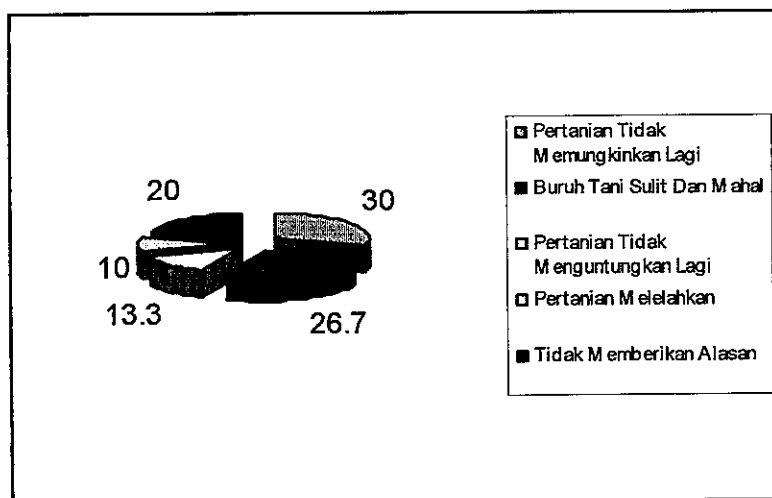 20
30
10
13.3
26.7
Pertanian Tidak
Memungkinkan Lagi
Buruh Tani Sulit Dan Mahal
Pertanian Tidak
Menguntungkan Lagi
Pertanian Melelahkan
Tidak Memberikan Alasan